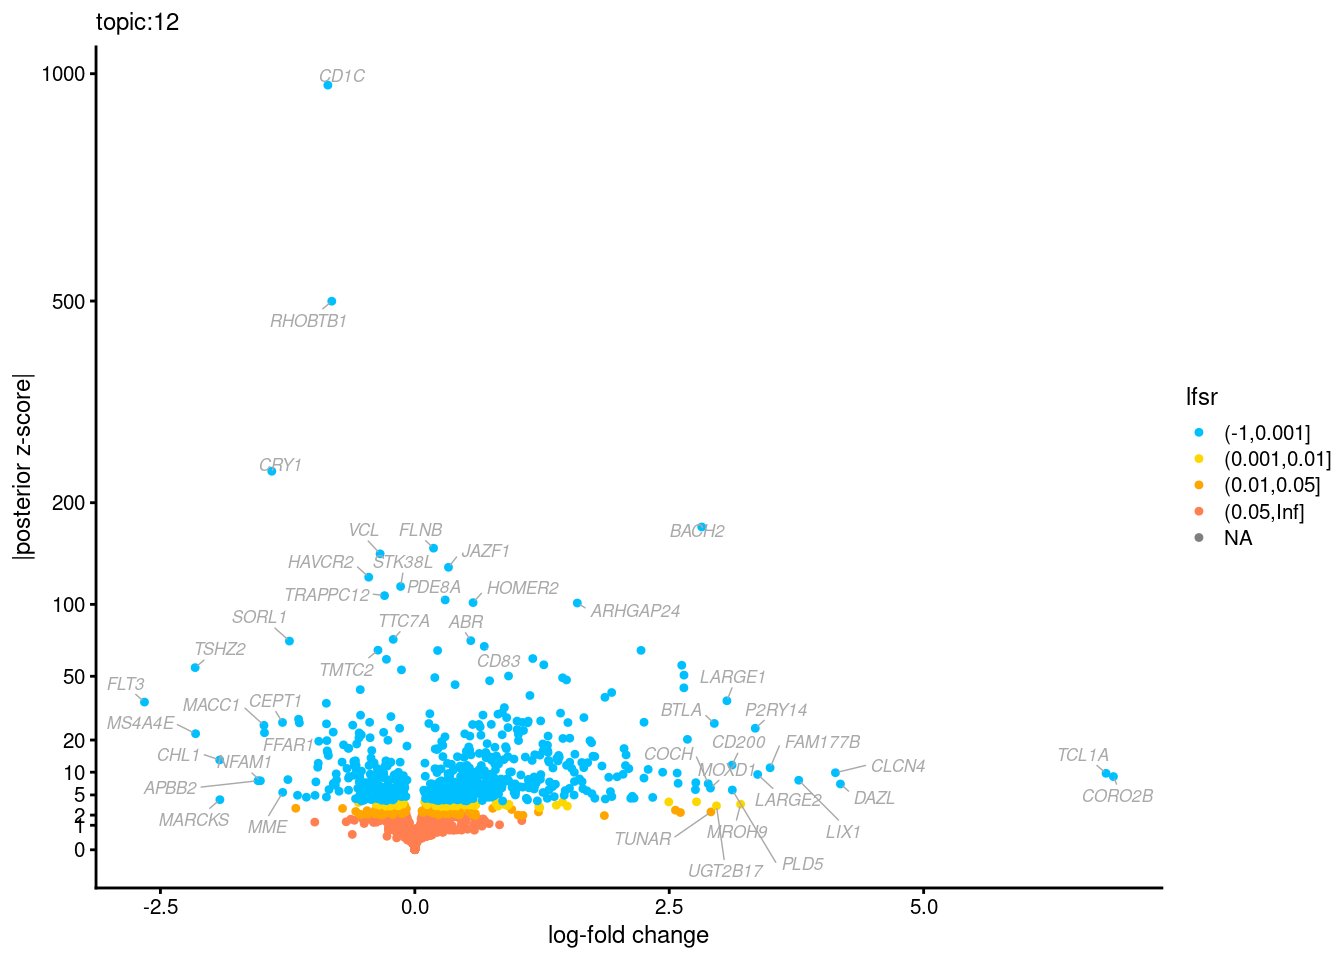 topic:12
1000
500
200
100
50
20
10
5
2
1
0
|posterior z-score|
CD1C
RHOBTB1
CRY1
BACH2
VCL
FLNB
JAZF1
HAVCR2
STK38L
TRAPPC12
PDE8A
HOMER2
ARHGAP24
SORL1
TTC7A
ABR
TSHZ2
TMTC2
CD83
FLT3
LARGE1
MACC1
CEPT1
BTLA
P2RY14
MS4A4E
FFAR1
CD200
FAM177B
CHL1
NFAM1
COCH
MOXD1
CLCN4
TCL1A
APBB2
LARGE2
DAZL
CORO2B
MARCKS
MME
TUNAR
MROH9
LIX1
UGT2B17
PLD5
-2.5
0.0
2.5
5.0
log-fold change
lfsr
(-1,0.001]
(0.001,0.01]
(0.01,0.05]
(0.05,Inf]
NA